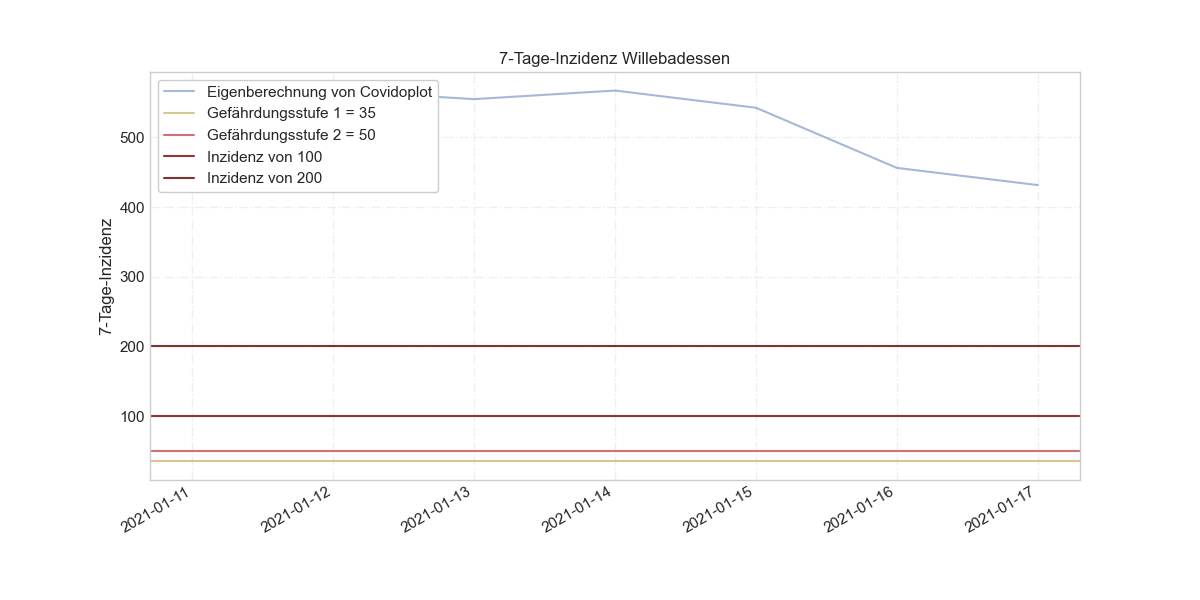 7-Tage-Inzidenz Willebadessen
Eigenberechnung von Covidoplot
Gefährdungsstufe 1 = 35
Gefährdungsstufe 2 = 50
Inzidenz von 100
Inzidenz von 200
7-Tage-Inzidenz
500
400
300
200
100
2021-01-11
2021-01-12
2021-01-13
2021-01-14
2021-01-15
2021-01-16
2021-01-17